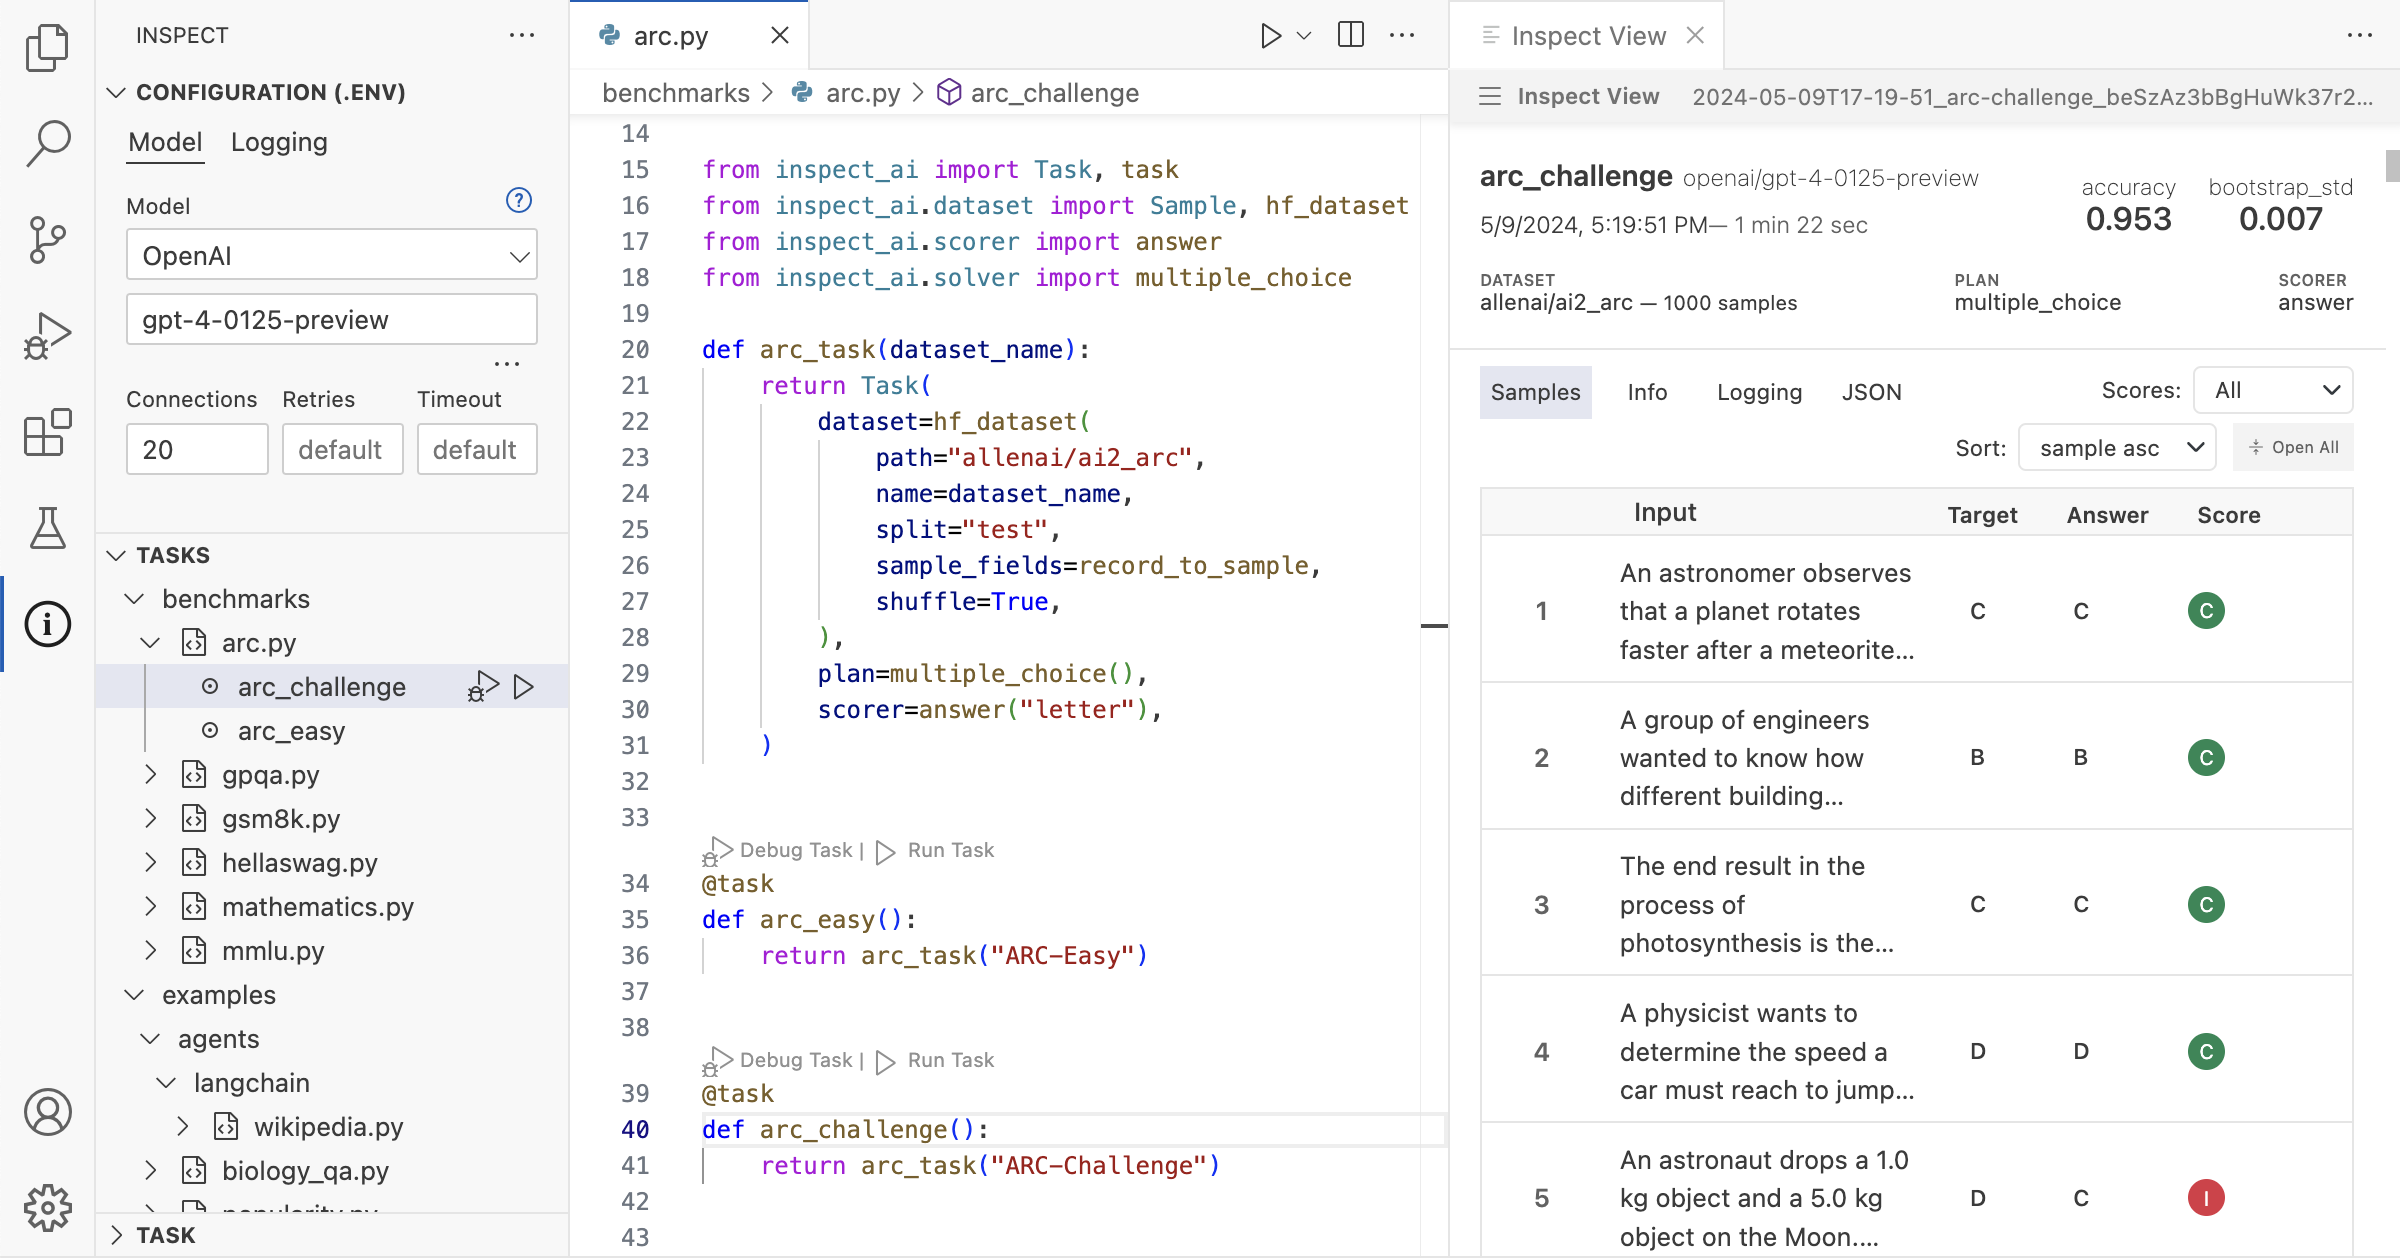 INSPECT
CONFIGURATION (.ENV)
Model Logging
Model
OpenAI
gpt-4-0125-preview
Connections Retries Timeout
20 default default
TASKS
benchmarks
arc.py
arc_challenge
arc_easy
gpqa.py
gsm8k.py
hellaswag.py
mathematics.py
mmlu.py
examples
agents
langchain
wikipedia.py
biology_qa.py
TASK
arc.py
benchmarks > arc.py > arc_challenge
14
15 from inspect_ai import Task, task
16 from inspect_ai.dataset import Sample, hf_dataset
17 from inspect_ai.scorer import answer
18 from inspect_ai.solver import multiple_choice
19
20 def arc_task(dataset_name):
21 return Task(
22 dataset=hf_dataset(
23 path="allenai/ai2_arc",
24 name=dataset_name,
25 split="test",
26 sample_fields=record_to_sample,
27 shuffle=True,
28 ),
29 plan=multiple_choice(),
30 scorer=answer("letter"),
31 )
32
33
Debug Task | Run Task
34 @task
35 def arc_easy():
36 return arc_task("ARC-Easy")
37
38
Debug Task | Run Task
39 @task
40 def arc_challenge():
41 return arc_task("ARC-Challenge")
42
43
Inspect View
Inspect View 2024-05-09T17-19-51_arc-challenge_beSzAz3bBgHuWk37r2...
arc_challenge openai/gpt-4-0125-preview
5/9/2024, 5:19:51 PM— 1 min 22 sec
accuracy bootstrap_std
0.953 0.007
DATASET PLAN SCORER
allenai/ai2_arc — 1000 samples multiple_choice answer
Samples Info Logging JSON Scores: All
Sort: sample asc Open All
Input Target Answer Score
An astronomer observes
1 that a planet rotates C C C
faster after a meteorite...
A group of engineers
2 wanted to know how B B C
different building...
The end result in the
3 process of C C C
photosynthesis is the...
A physicist wants to
4 determine the speed a D D C
car must reach to jump...
An astronaut drops a 1.0
5 kg object and a 5.0 kg D C I
object on the Moon....